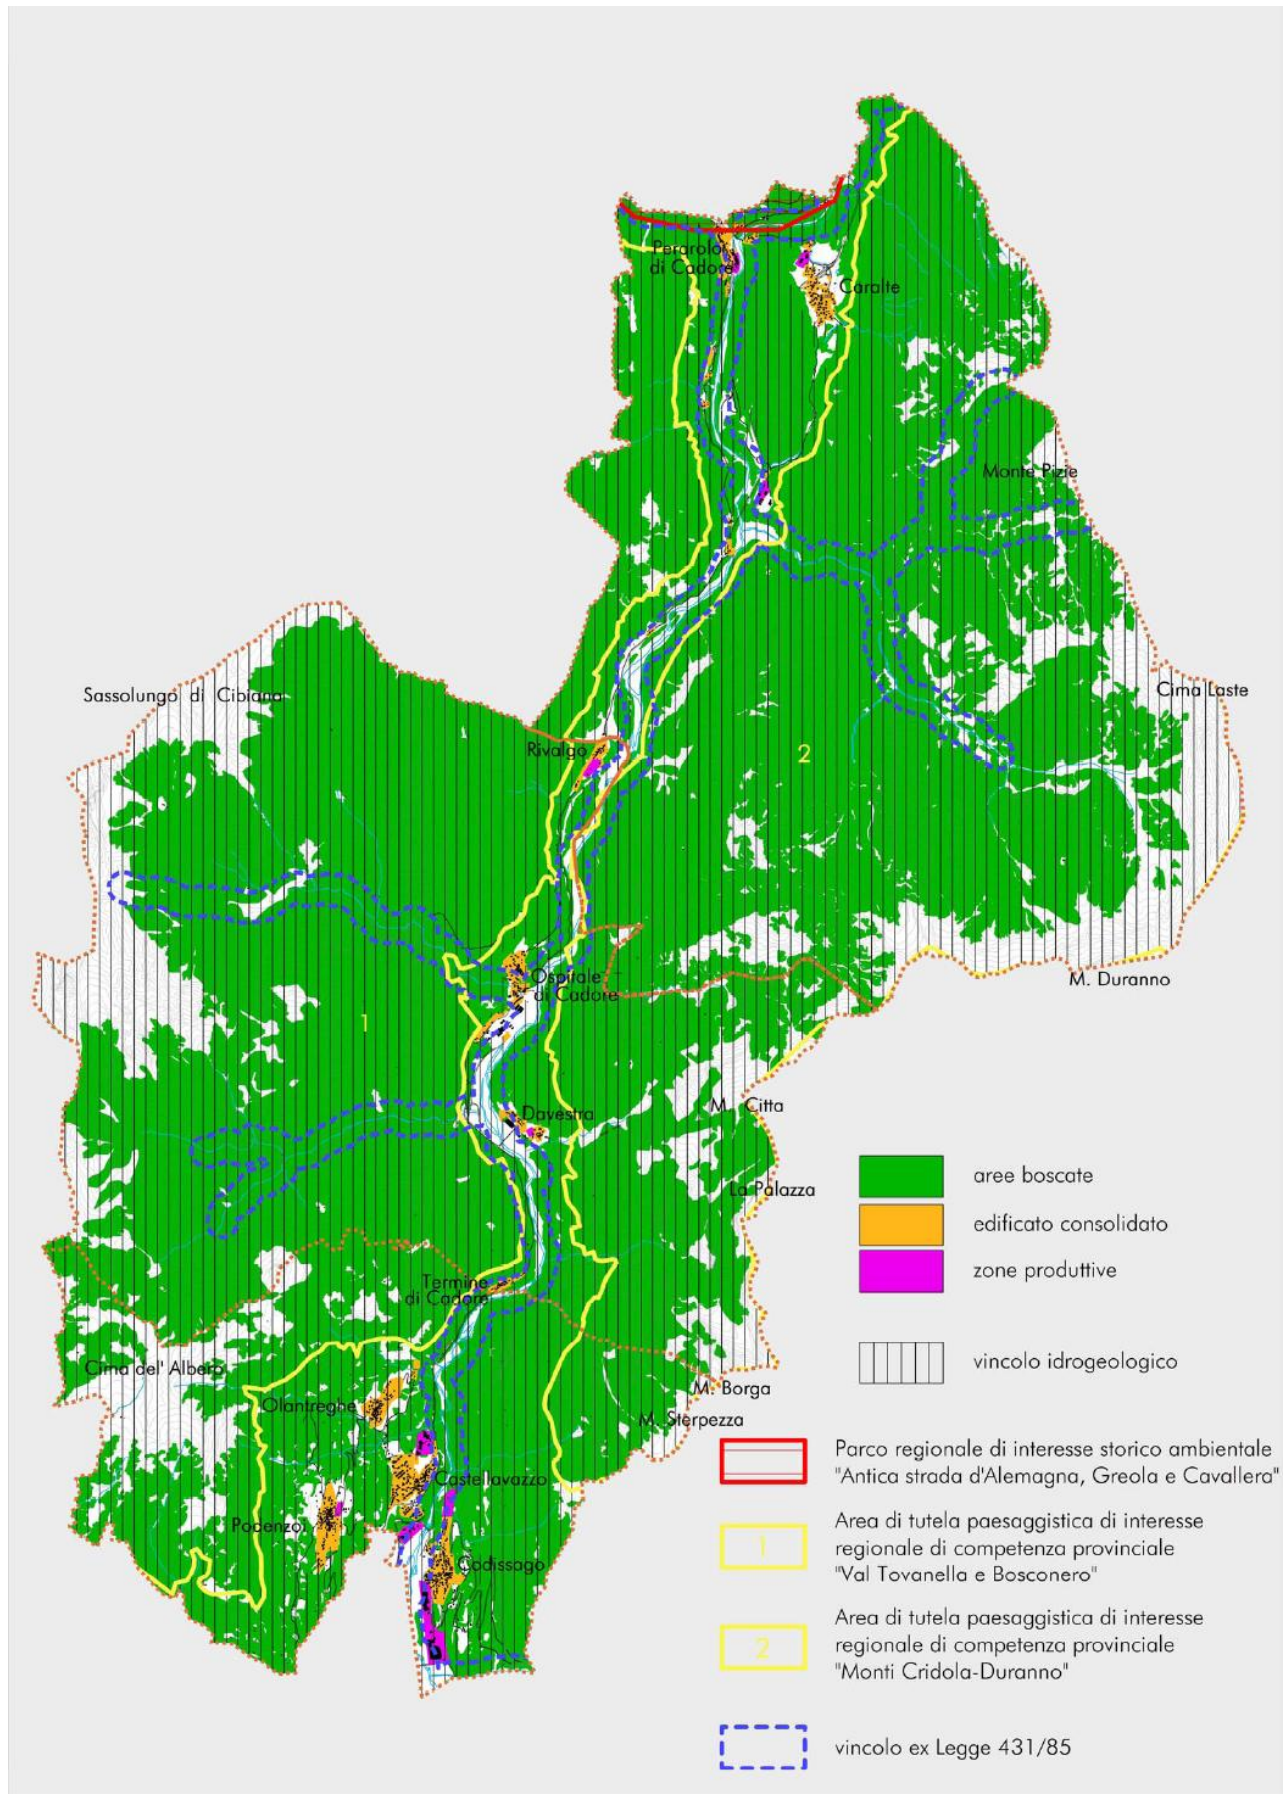 Perarolo
di Cadore
Caralte
Monte Pizie
Sassolungo di Cibiana
Cima Laste
Rivalgo
2
M. Duranno
Ospitale
di Cadore
1
M. Citta
Davestra
La Palazza
Termine
di Cadore
Cima del' Albero
M. Borga
Olantreghe
M. Sterpezza
Castellavazzo
Podenzoi
Codissago
aree boscate
edificato consolidato
zone produttive
vincolo idrogeologico
Parco regionale di interesse storico ambientale
"Antica strada d'Alemagna, Greola e Cavallera"
1
Area di tutela paesaggistica di interesse
regionale di competenza provinciale
"Val Tovanella e Bosconero"
2
Area di tutela paesaggistica di interesse
regionale di competenza provinciale
"Monti Cridola-Duranno"
vincolo ex Legge 431/85